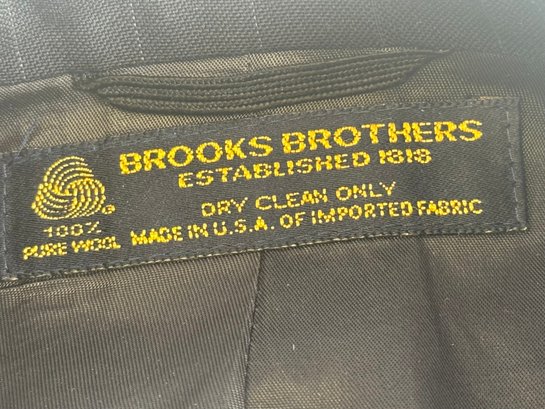 BROOKS BROTHERS
ESTABLISHED 1818
DRY CLEAN ONLY
100%
PURE WOOL
MADE IN U.S.A. OF IMPORTED FABRIC